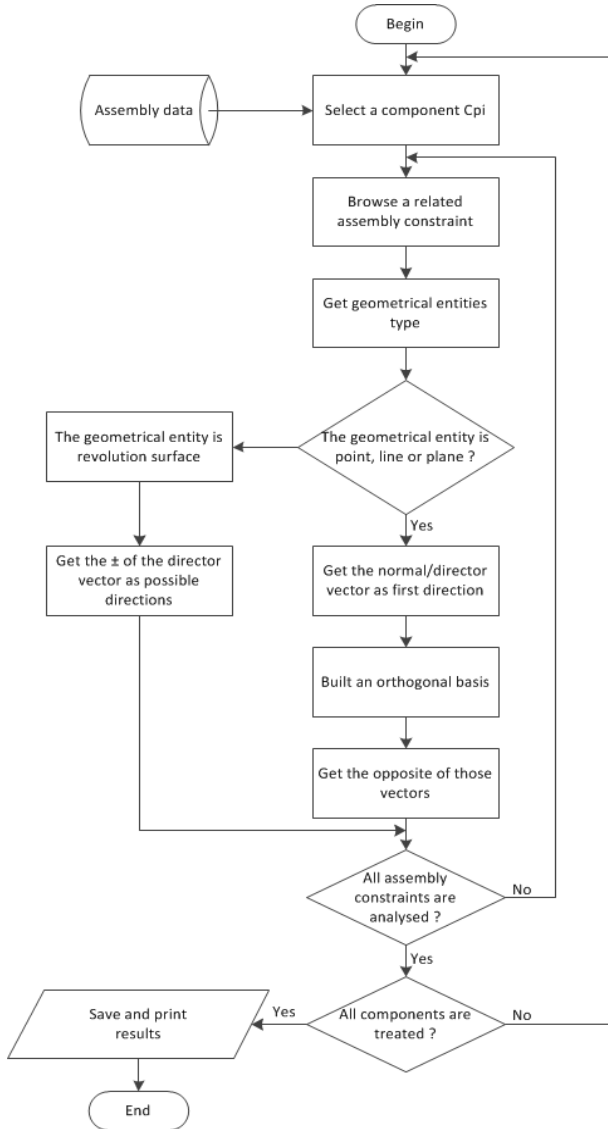 Begin
Assembly data
Select a component Cpi
Browse a related
assembly constraint
Get geometrical entities
type
The geometrical entity is
revolution surface
The geometrical entity is
point, line or plane ?
Yes
Get the ± of the director
vector as possible
directions
Get the normal/director
vector as first direction
Built an orthogonal basis
Get the opposite of those
vectors
All assembly
constraints are
analysed ?
No
Yes
Save and print
results
Yes
All components are
treated ?
No
End